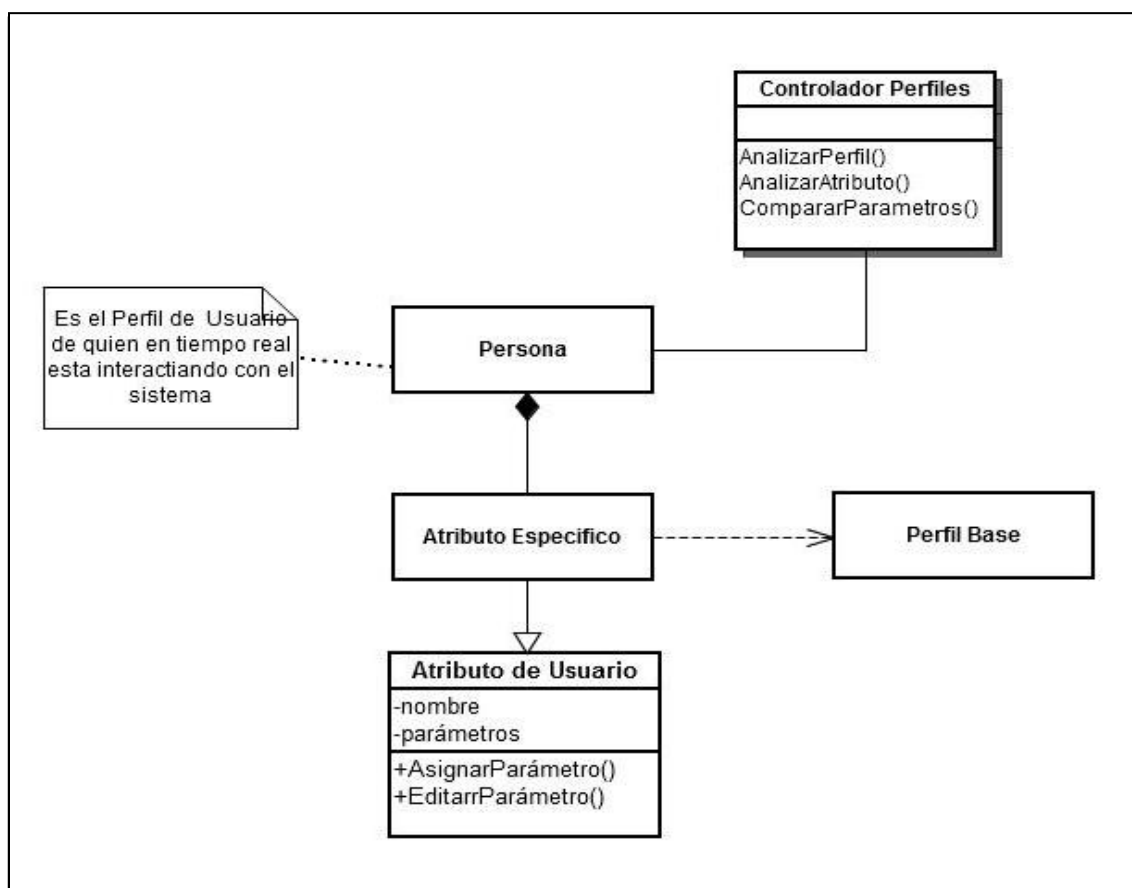 Controlador Perfiles
AnalizarPerfil()
AnalizarAtributo()
CompararParametros()
Es el Perfil de Usuario
de quien en tiempo real
esta interactiando con el
sistema
Persona
Atributo Especifico
Perfil Base
Atributo de Usuario
-nombre
-parámetros
+AsignarParámetro()
+EditarrParámetro()